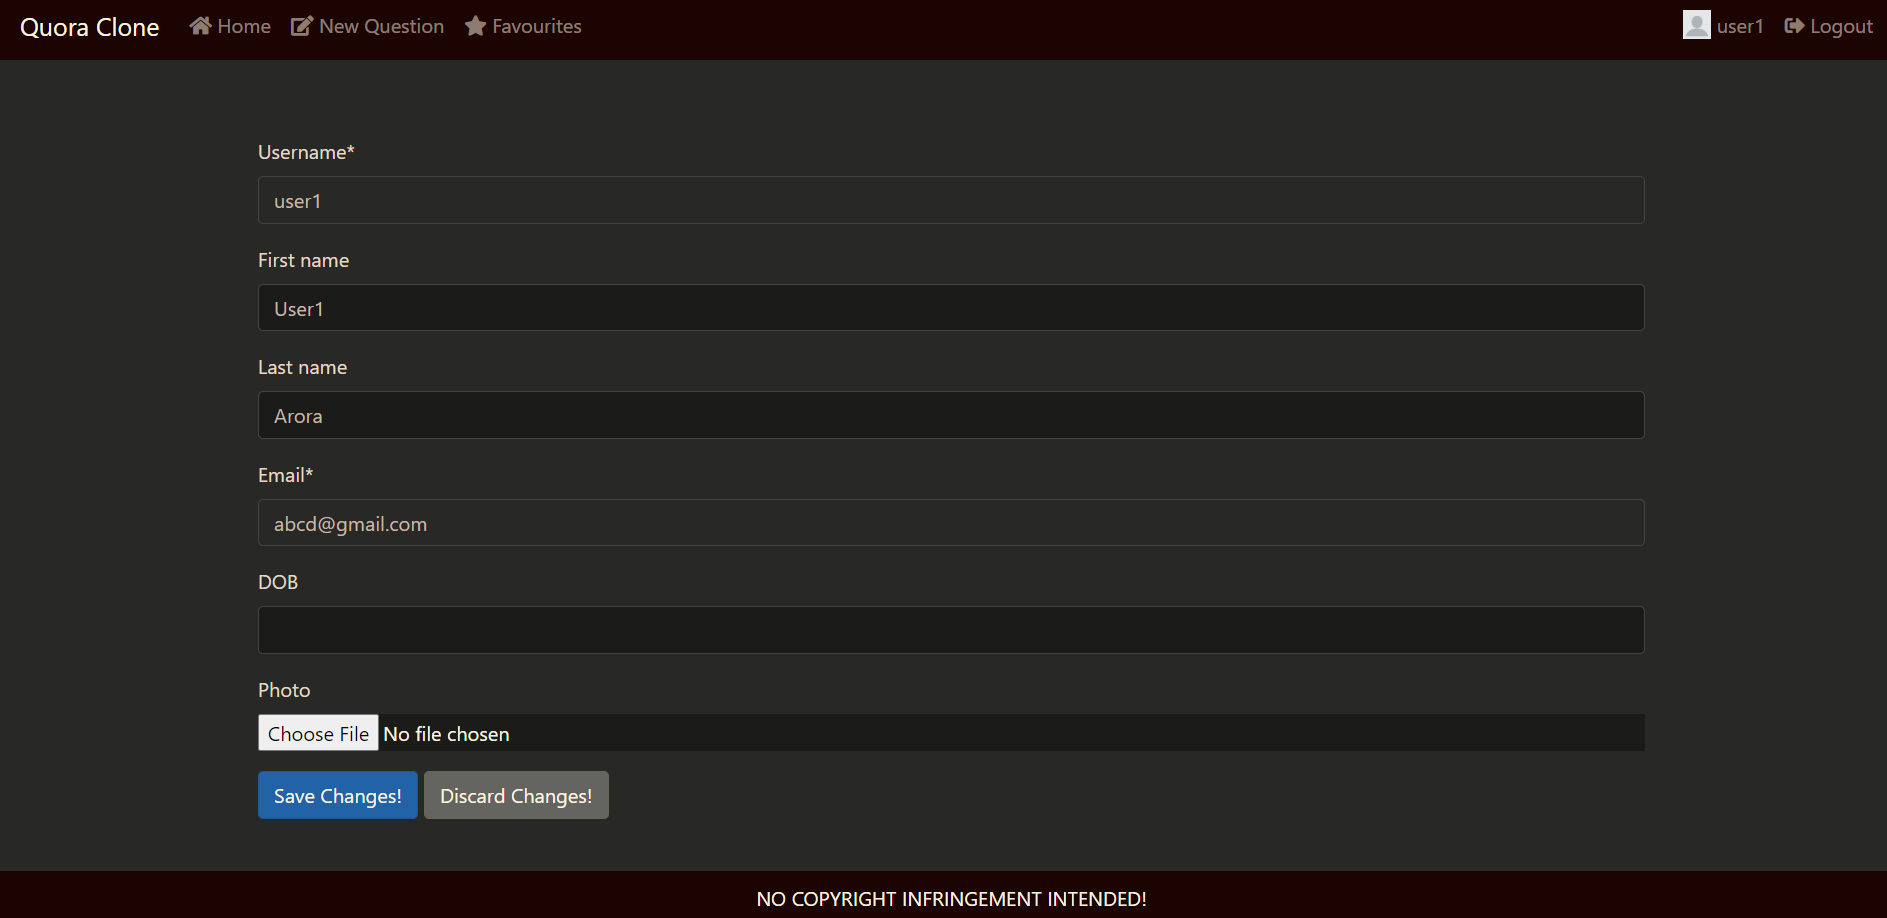 Quora Clone Home New Question Favourites user1 Logout
Username*
user1
First name
User1
Last name
Arora
Email*
abcd@gmail.com
DOB
Photo
Choose File No file chosen
Save Changes! Discard Changes!
NO COPYRIGHT INFRINGEMENT INTENDED!